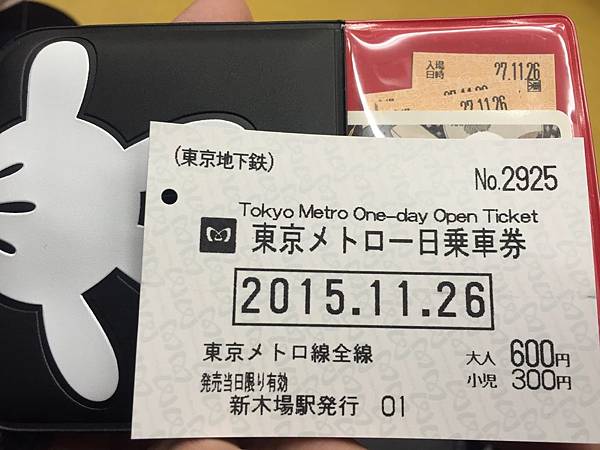 入場
日時 27.11.26
27.11.26
(東京地下鉄)
No.2925
Tokyo Metro One-day Open Ticket
東京メトロ一日乗車券
2015.11.26
東京メトロ線全線
大人 600円
発売当日限り有効
小児 300円
新木場駅発行 01